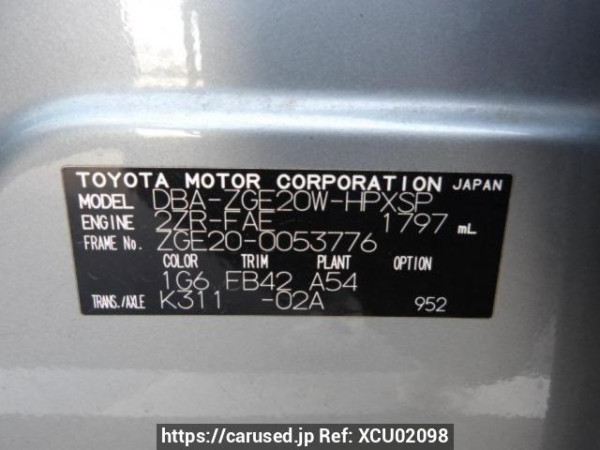 TOYOTA MOTOR CORPORATION JAPAN
MODEL DBA-ZGE20W-HPXSP
ENGINE 2ZR-FAE 1797 mL
FRAME No. ZGE20-0053776
COLOR TRIM PLANT OPTION
1G6 FB42 A54
TRANS./AXLE K311 -02A 952
https://carused.jp Ref: XCU02098